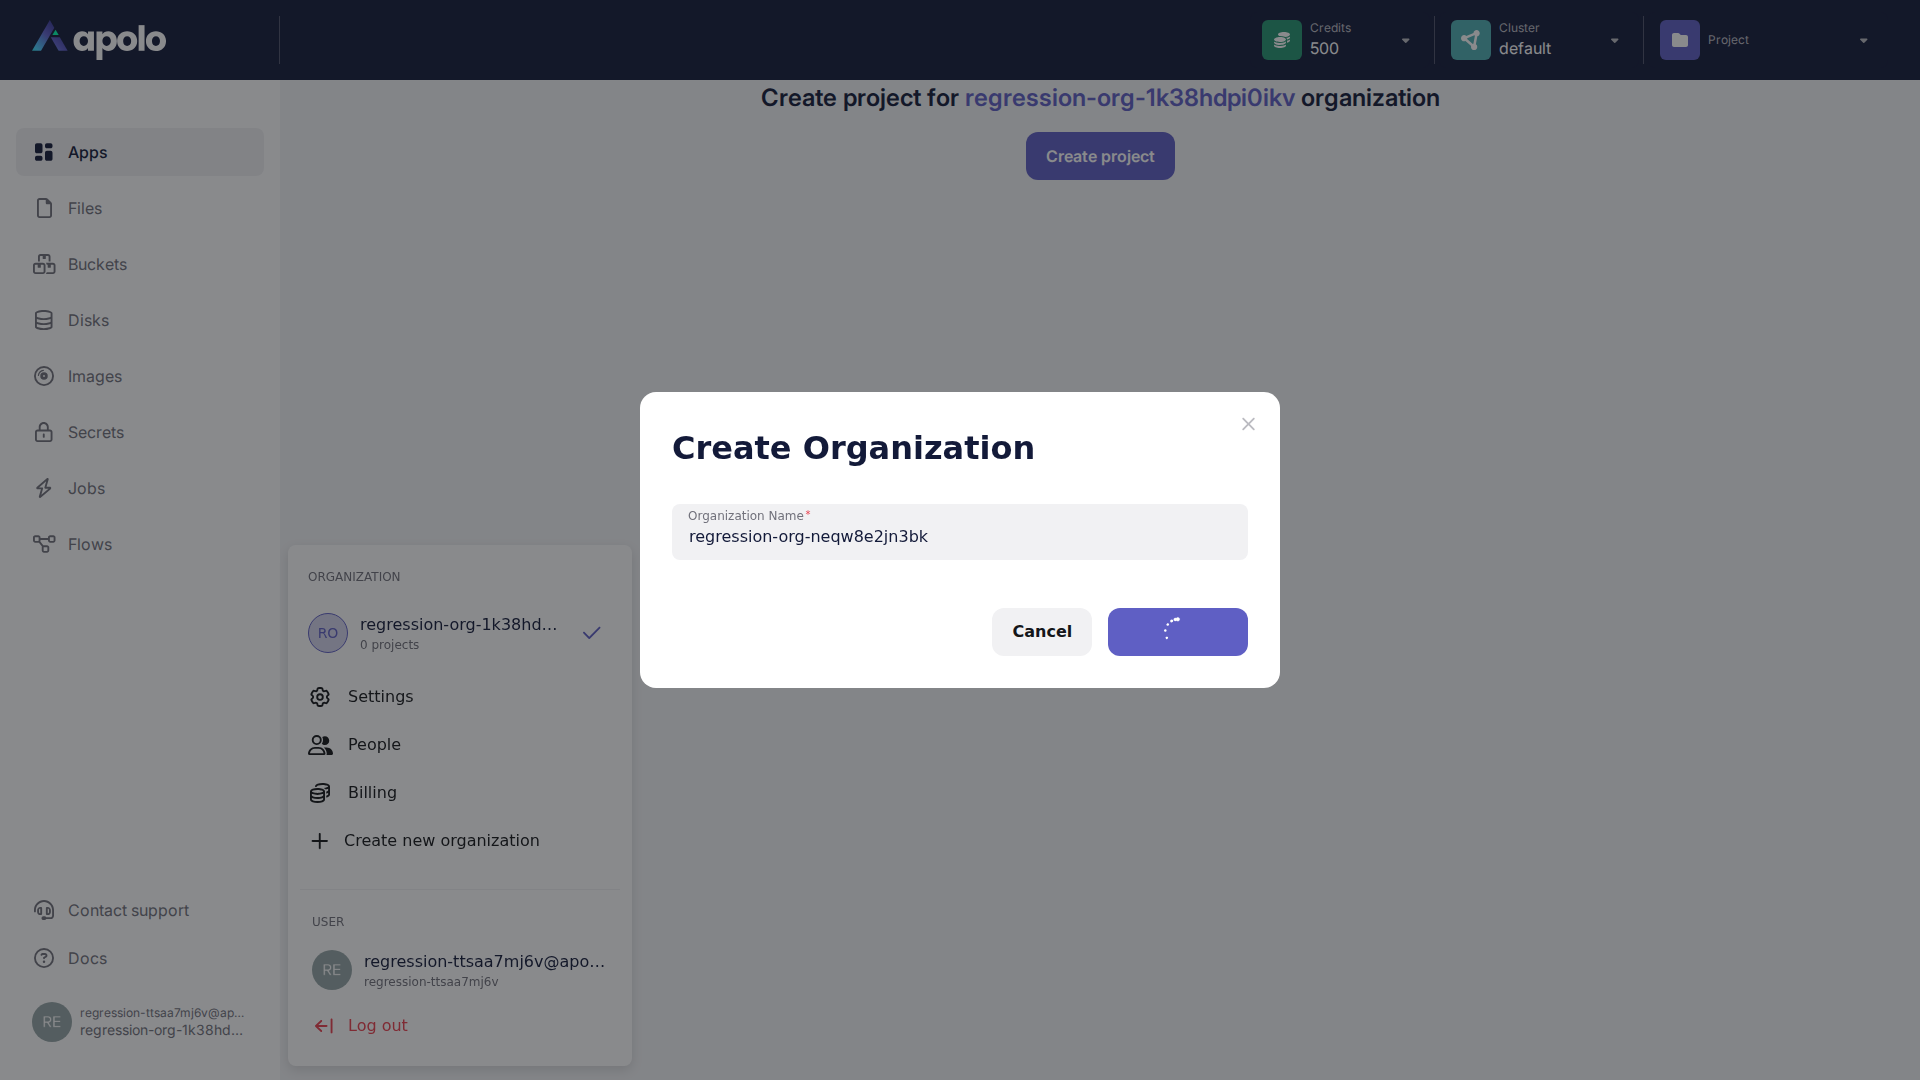 apolo
Credits
500
Cluster
default
Project
Create project for regression-org-1k38hdpi0ikv organization
Create project
Apps
Files
Buckets
Disks
Images
Secrets
Jobs
Flows
Contact support
Docs
RE
regression-ttsaa7mj6v@ap...
regression-org-1k38hd...
ORGANIZATION
RO
regression-org-1k38hd...
0 projects
Settings
People
Billing
Create new organization
USER
RE
regression-ttsaa7mj6v@apo...
regression-ttsaa7mj6v
Log out
Create Organization
Organization Name*
regression-org-neqw8e2jn3bk
Cancel